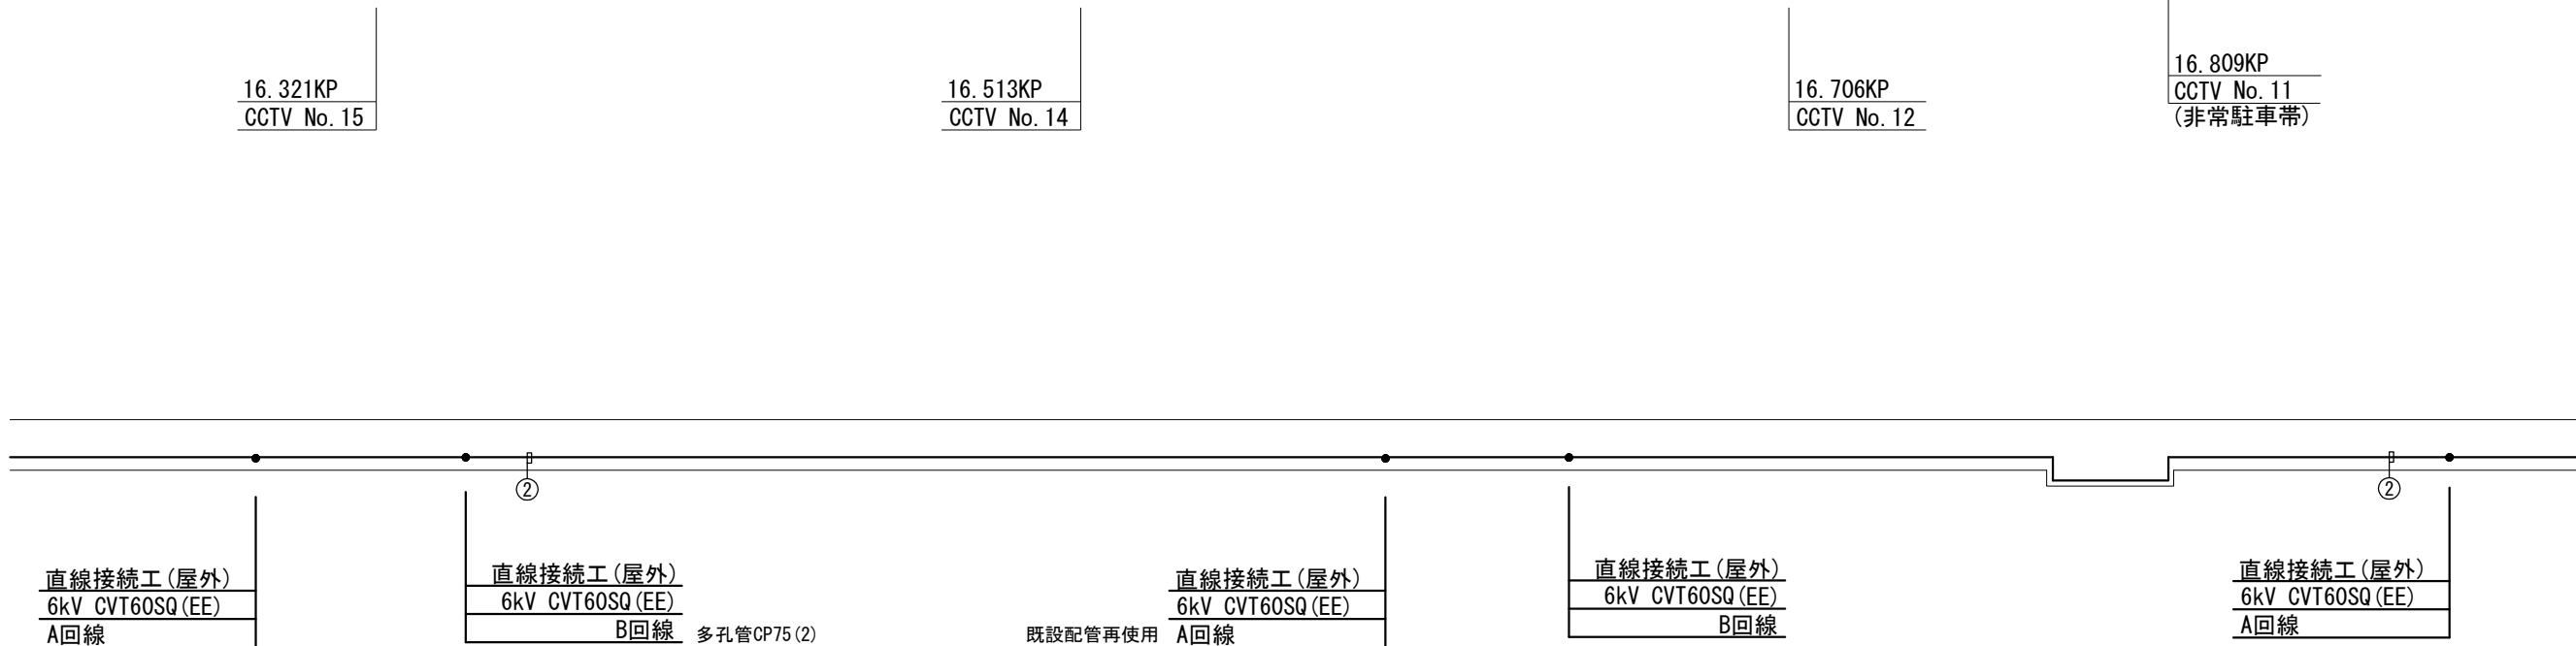 16.321KP
CCTV No.15
16.513KP
CCTV No.14
16.706KP
CCTV No.12
16.809KP
CCTV No.11
(非常駐車帯)
②
②
直線接続工(屋外)
6kV CVT60SQ(EE)
A回線
直線接続工(屋外)
6kV CVT60SQ(EE)
B回線
多孔管CP75(2)
既設配管再使用
直線接続工(屋外)
6kV CVT60SQ(EE)
A回線
直線接続工(屋外)
6kV CVT60SQ(EE)
B回線
直線接続工(屋外)
6kV CVT60SQ(EE)
A回線